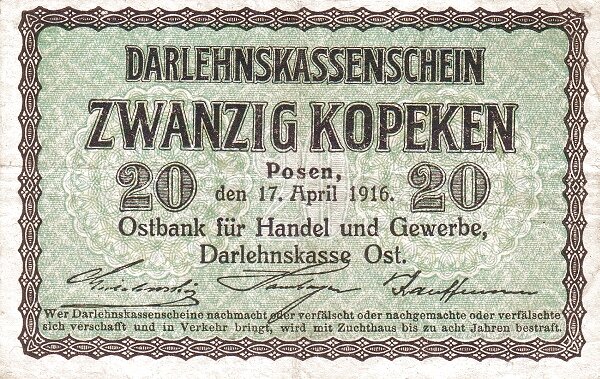 DARLEHNSKASSENSCHEIN
ZWANZIG KOPEKEN
20 Posen, 20
den 17. April 1916.
Ostbank für Handel und Gewerbe,
Darlehnskasse Ost.
Wer Darlehnskassenscheine nachmacht oder verfälscht oder nachgemachte oder verfälschte
sich verschafft und in Verkehr bringt, wird mit Zuchthaus bis zu acht Jahren bestraft.